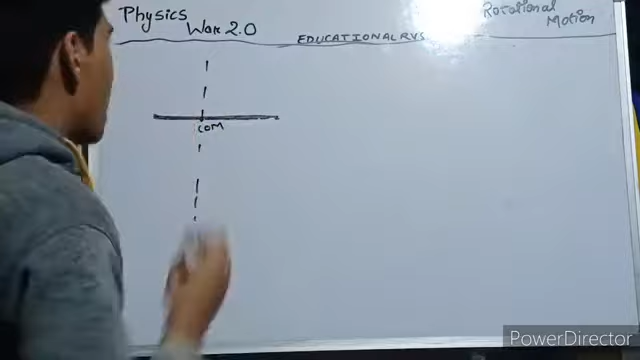 Physics
War 2.0
EDUCATIONAL RVS
Rotational
Motion
COM
PowerDirector